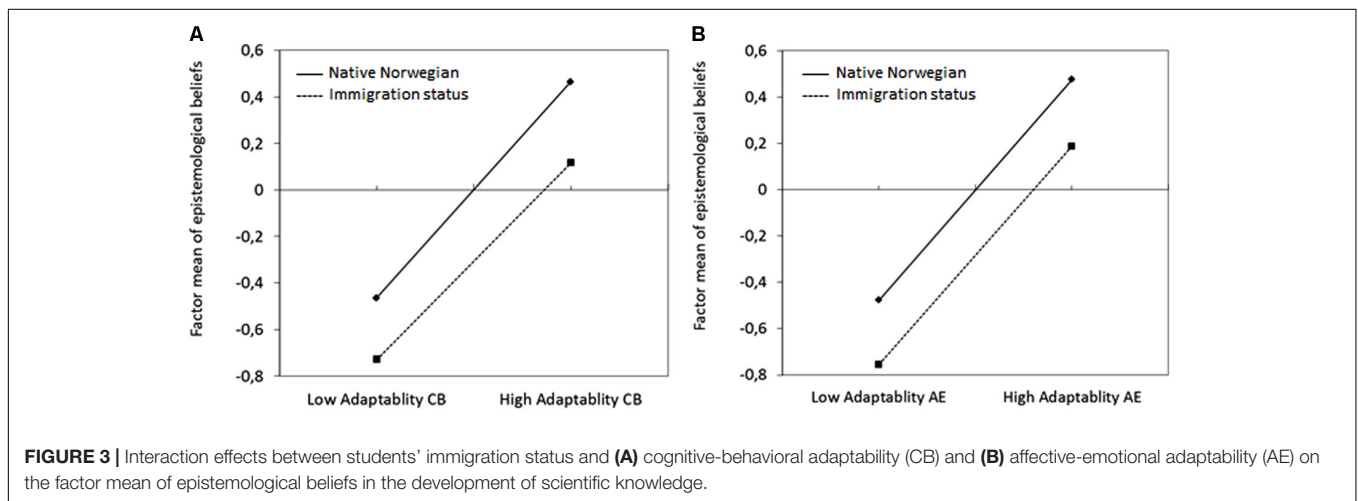 A
Factor mean of epistemological beliefs
0,6
0,4
0,2
0
-0,2
-0,4
-0,6
-0,8
Native Norwegian
Immigration status
Low Adaptablity CB
High Adaptablity CB
B
Factor mean of epistemological beliefs
0,6
0,4
0,2
0
-0,2
-0,4
-0,6
-0,8
Native Norwegian
Immigration status
Low Adaptablity AE
High Adaptablity AE
FIGURE 3 | Interaction effects between students’ immigration status and (A) cognitive-behavioral adaptability (CB) and (B) affective-emotional adaptability (AE) on
the factor mean of epistemological beliefs in the development of scientific knowledge.